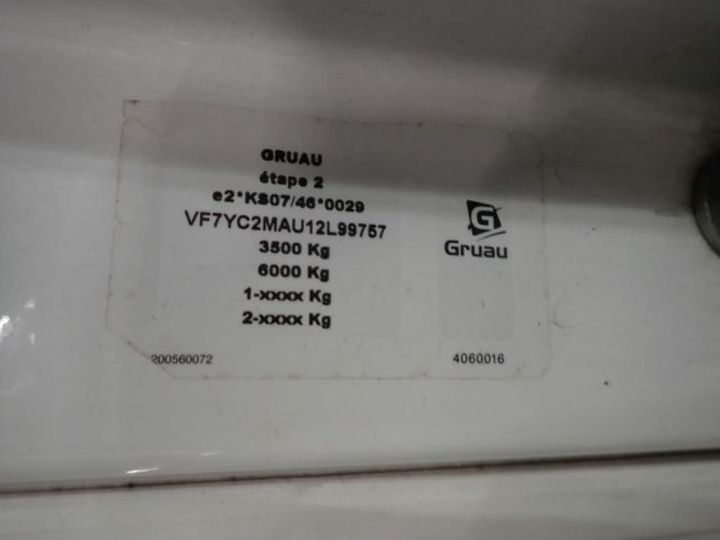 GRUAU
étape 2
e2*KS07/46*0029
VF7YC2MAU12L99757
3500 Kg
6000 Kg
1-xxxx Kg
2-xxxx Kg
G
Gruau
200560072
4060016